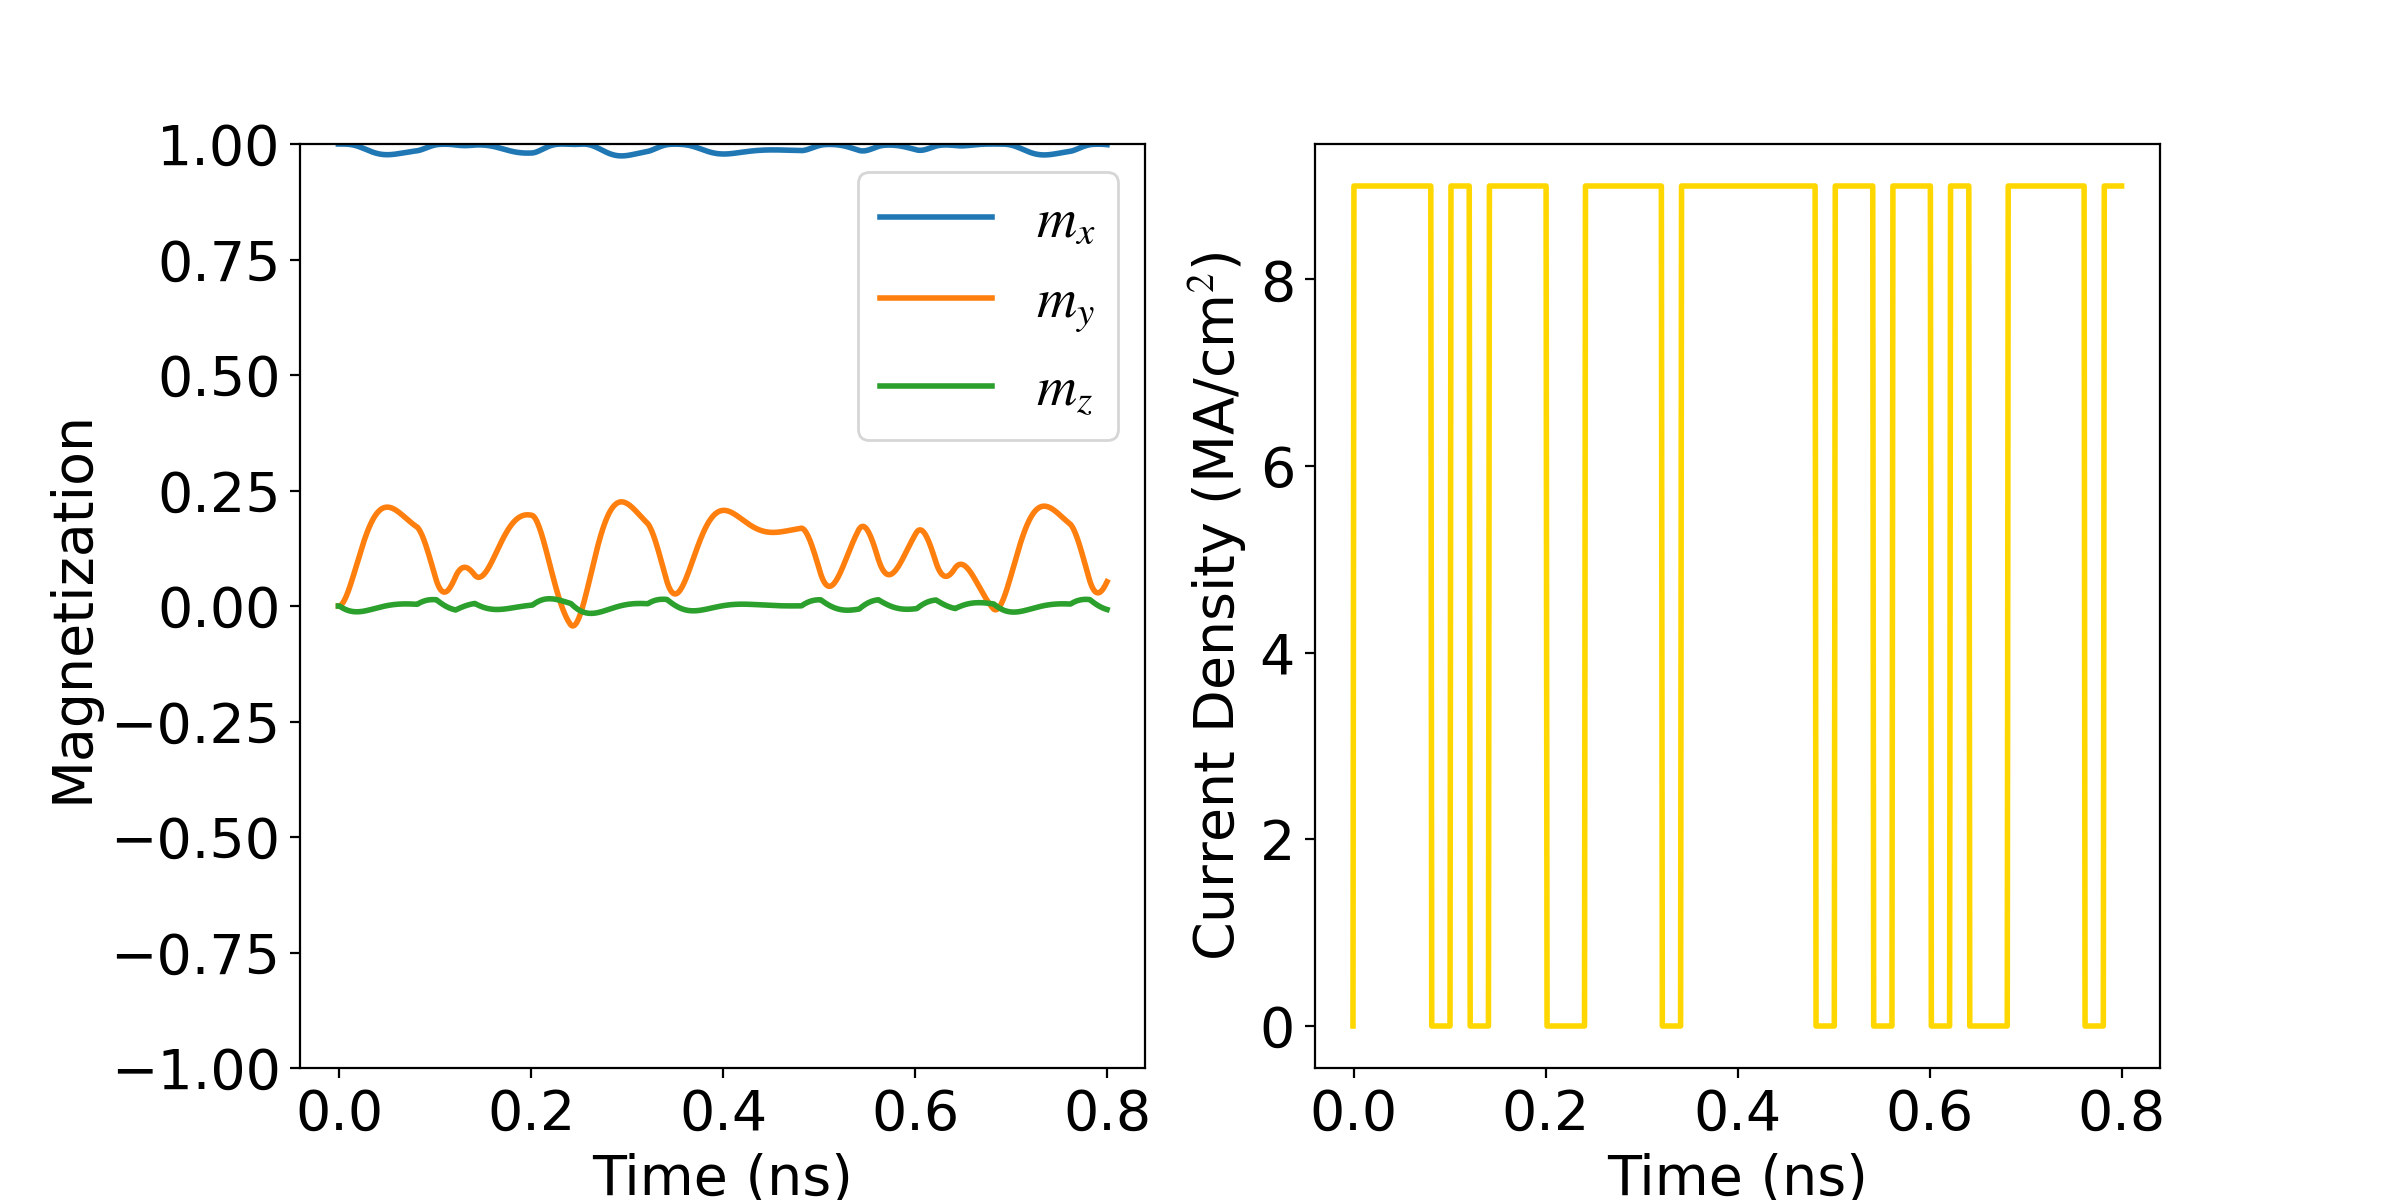 1.00
0.75
0.50
0.25
0.00
−0.25
−0.50
−0.75
−1.00
Magnetization
0.0 0.2 0.4 0.6 0.8
Time (ns)
m_x
m_y
m_z
8
6
4
2
0
Current Density (MA/cm²)
0.0 0.2 0.4 0.6 0.8
Time (ns)